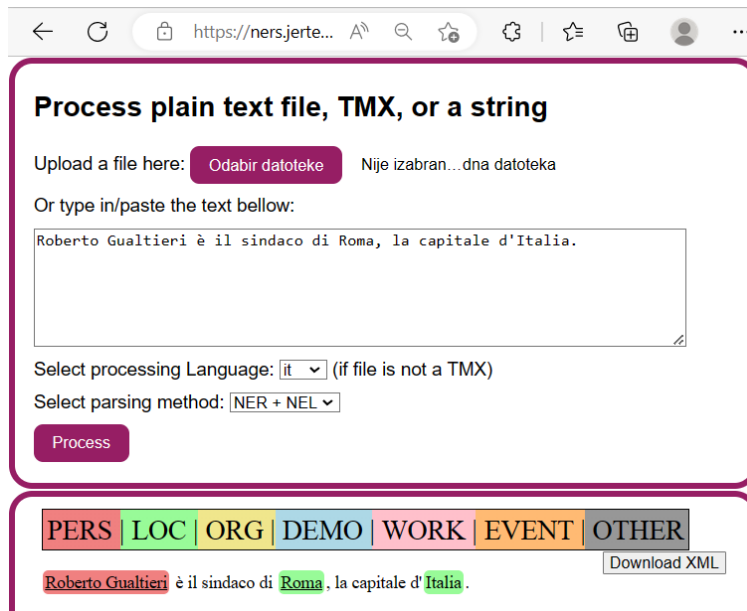 https://ners.jerte...
Process plain text file, TMX, or a string
Upload a file here: Odabir datoteke Nije izabran...dna datoteka
Or type in/paste the text bellow:
Roberto Gualtieri è il sindaco di Roma, la capitale d'Italia.
Select processing Language: it (if file is not a TMX)
Select parsing method: NER + NEL
Process
PERS | LOC | ORG | DEMO | WORK | EVENT | OTHER
Download XML
Roberto Gualtieri è il sindaco di Roma, la capitale d'Italia.